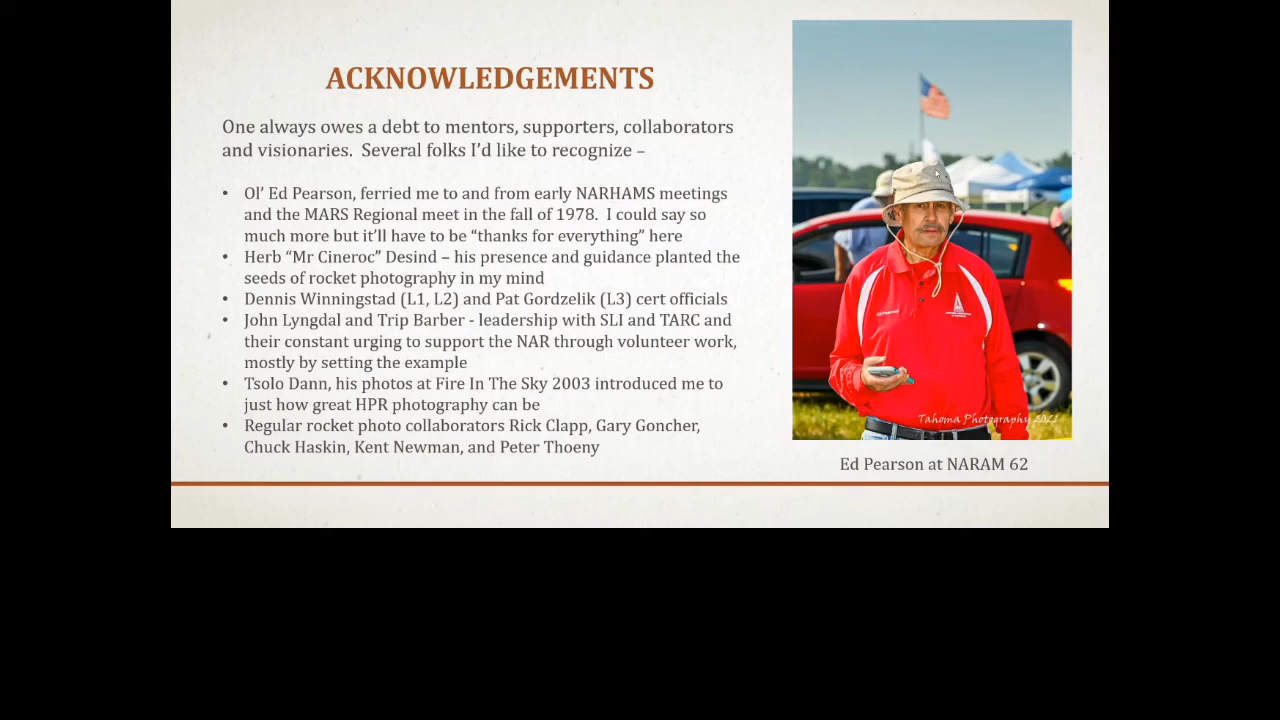 ACKNOWLEDGEMENTS
One always owes a debt to mentors, supporters, collaborators
and visionaries.  Several folks I'd like to recognize –
• Ol' Ed Pearson, ferried me to and from early NARHAMS meetings
and the MARS Regional meet in the fall of 1978.  I could say so
much more but it'll have to be "thanks for everything" here
• Herb "Mr Cineroc" Desind – his presence and guidance planted the
seeds of rocket photography in my mind
• Dennis Winningstad (L1, L2) and Pat Gordzelik (L3) cert officials
• John Lyngdal and Trip Barber - leadership with SLI and TARC and
their constant urging to support the NAR through volunteer work,
mostly by setting the example
• Tsolo Dann, his photos at Fire In The Sky 2003 introduced me to
just how great HPR photography can be
• Regular rocket photo collaborators Rick Clapp, Gary Goncher,
Chuck Haskin, Kent Newman, and Peter Thoeny
Tahoma Photography 2021
Ed Pearson at NARAM 62